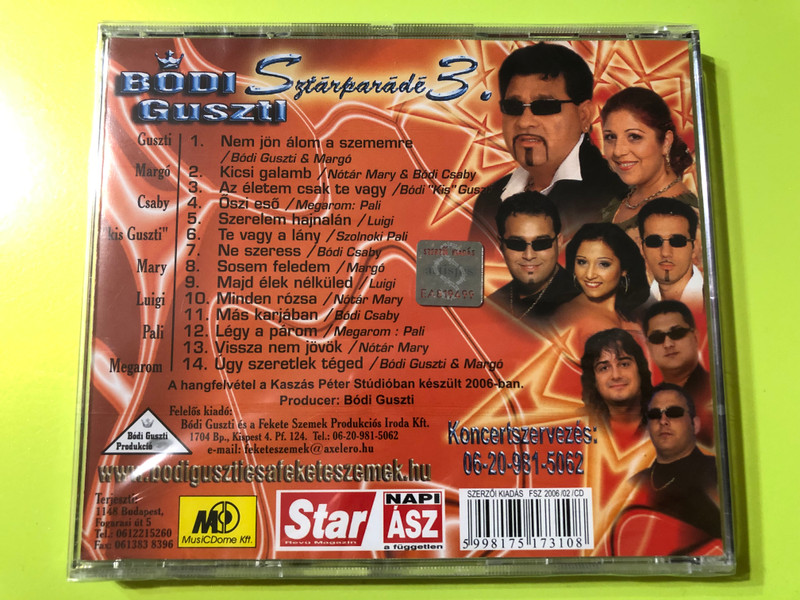 BÓDI
Guszti
Sztárparádé 3.
Guszti
Margó
Csaby
"kis Guszti"
Mary
Luigi
Pali
Megarom
1. Nem jön álom a szememre
/Bódi Guszti & Margó
2. Kicsi galamb /Nótár Mary & Bódi Csaby
3. Az életem csak te vagy /Bódi "Kis" Guszti
4. Őszi eső /Megarom: Pali
5. Szerelem hajnalán /Luigi
6. Te vagy a lány /Szolnoki Pali
7. Ne szeress /Bódi Csaby
8. Sosem feledem /Margó
9. Majd élek nélküled /Luigi
10. Minden rózsa /Nótár Mary
11. Más karjában /Bódi Csaby
12. Légy a párom /Megarom : Pali
13. Vissza nem jövök /Nótár Mary
14. Úgy szeretlek téged /Bódi Guszti & Margó
A hangfelvétel a Kaszás Péter Stúdióban készült 2006-ban.
Producer: Bódi Guszti
Felelős kiadó:
Bódi Guszti és a Fekete Szemek Produkciós Iroda Kft.
1704 Bp., Kispest 4. Pf. 124. Tel.: 06-20-981-5062
e-mail: feketeszemek@axelero.hu
Bódi Guszti
Produkció
Koncertszervezés:
06-20-981-5062
www.bodigusztiesafeketeszemek.hu
Terjeszti:
1148 Budapest,
Fogarasi út 5
Tel.: 0612215260
Fax: 061383 8396
MusiCDome Kft.
Star
Revü Magazin
NAPI
ÁSZ
a független
SZERZŐI KIADÁS FSZ 2006/02/CD
5 998175 173108